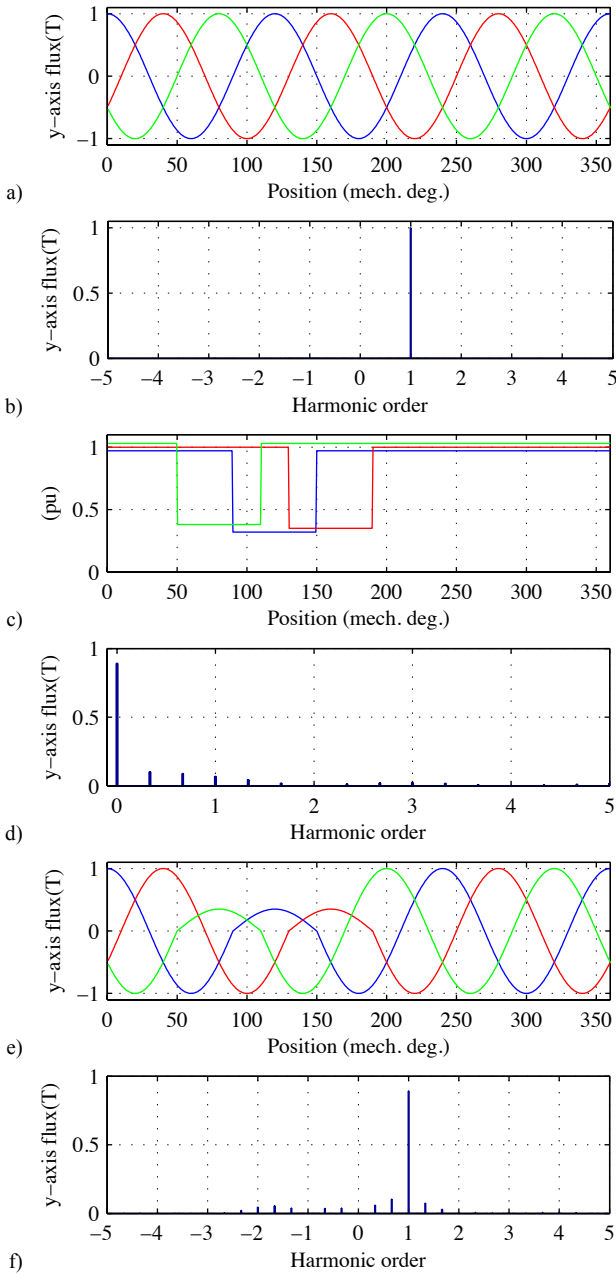 y−axis flux(T)
1
0
−1
0 50 100 150 200 250 300 350
Position (mech. deg.)
a)
y−axis flux(T)
1
0.5
0
−5 −4 −3 −2 −1 0 1 2 3 4 5
Harmonic order
b)
(pu)
1
0.5
0
0 50 100 150 200 250 300 350
Position (mech. deg.)
c)
y−axis flux(T)
1
0.5
0
0 1 2 3 4 5
Harmonic order
d)
y−axis flux(T)
1
0
−1
0 50 100 150 200 250 300 350
Position (mech. deg.)
e)
y−axis flux(T)
1
0.5
0
−5 −4 −3 −2 −1 0 1 2 3 4 5
Harmonic order
f)